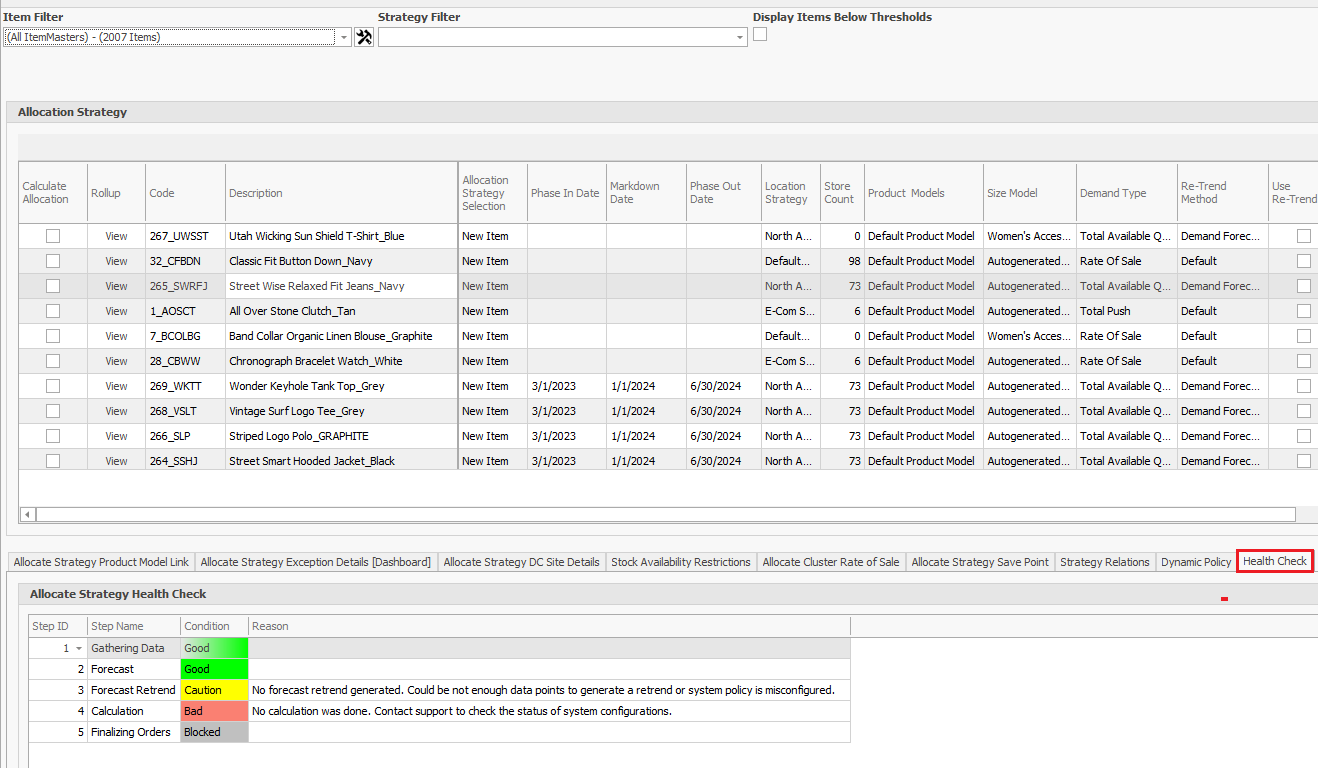 Item Filter Strategy Filter Display Items Below Thresholds
(All ItemMasters) - (2007 Items)
Allocation Strategy
Calculate Allocation Rollup Code Description Allocation Strategy Selection Phase In Date Markdown Date Phase Out Date Location Strategy Store Count Product Models Size Model Demand Type Re-Trend Method Use Re-Trend
View 267_UWSST Utah Wicking Sun Shield T-Shirt_Blue New Item North A... 0 Default Product Model Women's Acces... Total Available Q... Demand Forec...
View 32_CFBDN Classic Fit Button Down_Navy New Item Default... 98 Default Product Model Autogenerated... Rate Of Sale Default
View 265_SWRFJ Street Wise Relaxed Fit Jeans_Navy New Item North A... 73 Default Product Model Autogenerated... Total Available Q... Demand Forec...
View 1_AOSCT All Over Stone Clutch_Tan New Item E-Com S... 6 Default Product Model Autogenerated... Total Push Default
View 7_BCOLBG Band Collar Organic Linen Blouse_Graphite New Item Default... 0 Default Product Model Women's Acces... Rate Of Sale Default
View 28_CBWW Chronograph Bracelet Watch_White New Item E-Com S... 6 Default Product Model Autogenerated... Rate Of Sale Default
View 269_WKTT Wonder Keyhole Tank Top_Grey New Item 3/1/2023 1/1/2024 6/30/2024 North A... 73 Default Product Model Autogenerated... Total Available Q... Demand Forec...
View 268_VSLT Vintage Surf Logo Tee_Grey New Item 3/1/2023 1/1/2024 6/30/2024 North A... 73 Default Product Model Autogenerated... Total Available Q... Demand Forec...
View 266_SLP Striped Logo Polo_GRAPHITE New Item 3/1/2023 1/1/2024 6/30/2024 North A... 73 Default Product Model Autogenerated... Total Available Q... Demand Forec...
View 264_SSHJ Street Smart Hooded Jacket_Black New Item 3/1/2023 1/1/2024 6/30/2024 North A... 73 Default Product Model Autogenerated... Total Available Q... Demand Forec...
Allocate Strategy Product Model Link Allocate Strategy Exception Details [Dashboard] Allocate Strategy DC Site Details Stock Availability Restrictions Allocate Cluster Rate of Sale Allocate Strategy Save Point Strategy Relations Dynamic Policy Health Check
Allocate Strategy Health Check
Step ID Step Name Condition Reason
1 Gathering Data Good
2 Forecast Good
3 Forecast Retrend Caution No forecast retrend generated. Could be not enough data points to generate a retrend or system policy is misconfigured.
4 Calculation Bad No calculation was done. Contact support to check the status of system configurations.
5 Finalizing Orders Blocked